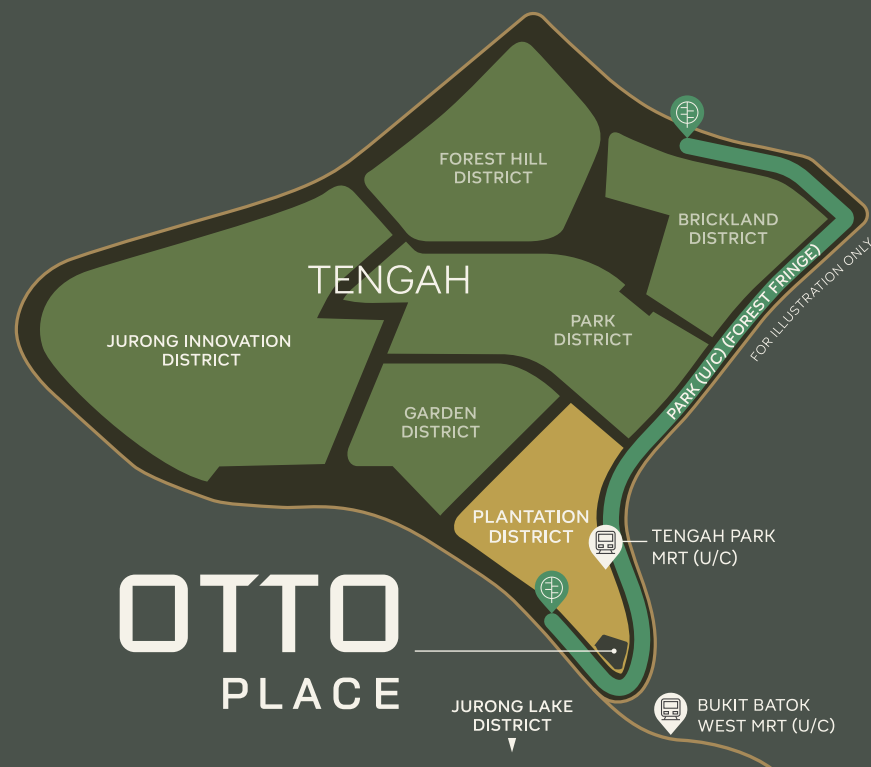 FOREST HILL
DISTRICT
BRICKLAND
DISTRICT
TENGAH
PARK (U/C) (FOREST FRINGE)
FOR ILLUSTRATION ONLY
JURONG INNOVATION
DISTRICT
PARK
DISTRICT
GARDEN
DISTRICT
PLANTATION
DISTRICT
TENGAH PARK
MRT (U/C)
OTTO
PLACE
JURONG LAKE
DISTRICT
BUKIT BATOK
WEST MRT (U/C)